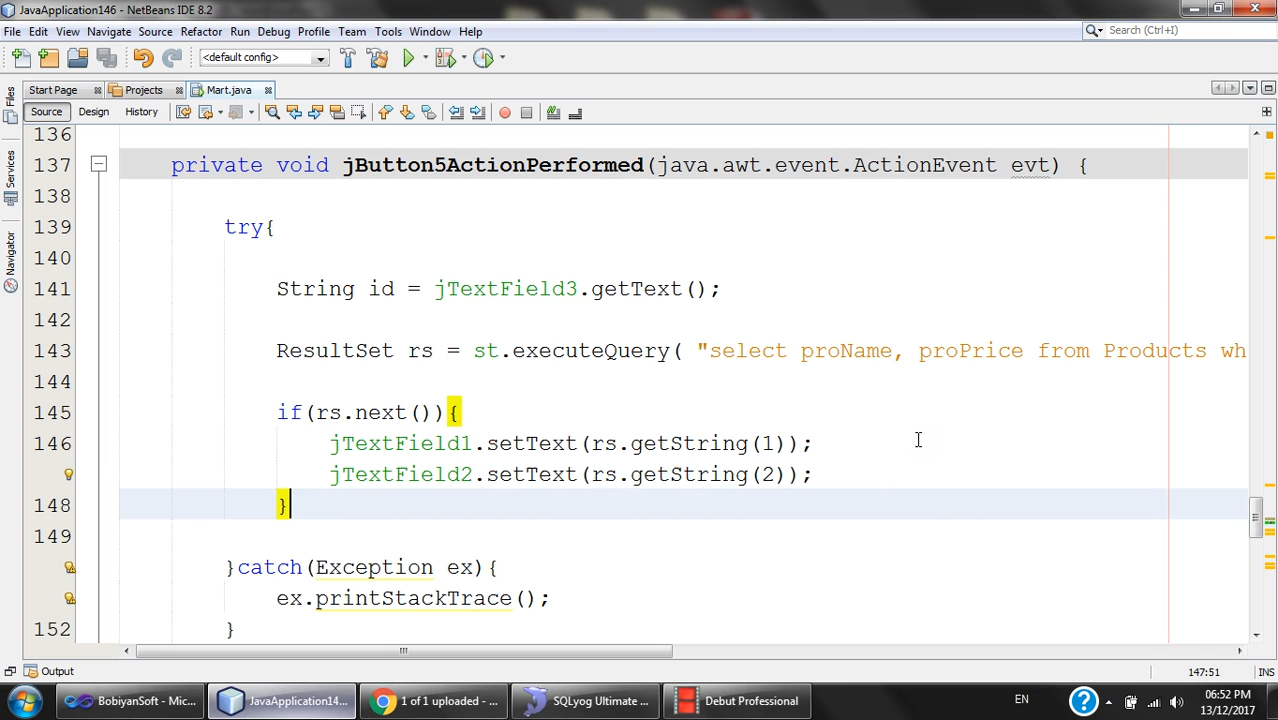 JavaApplication146 - NetBeans IDE 8.2
File Edit View Navigate Source Refactor Run Debug Profile Team Tools Window Help
Search (Ctrl+I)
<default config>
Start Page Projects Mart.java
Source Design History
Files
Services
Navigator
136
137 private void jButton5ActionPerformed(java.awt.event.ActionEvent evt) {
138
139 try{
140
141 String id = jTextField3.getText();
142
143 ResultSet rs = st.executeQuery( "select proName, proPrice from Products wh
144
145 if(rs.next()){
146 jTextField1.setText(rs.getString(1));
jTextField2.setText(rs.getString(2));
148 }
149
}catch(Exception ex){
ex.printStackTrace();
152 }
Output
147:51 INS
BobiyanSoft - Mic... JavaApplication14... 1 of 1 uploaded - ... SQLyog Ultimate ... Debut Professional EN
06:52 PM
13/12/2017